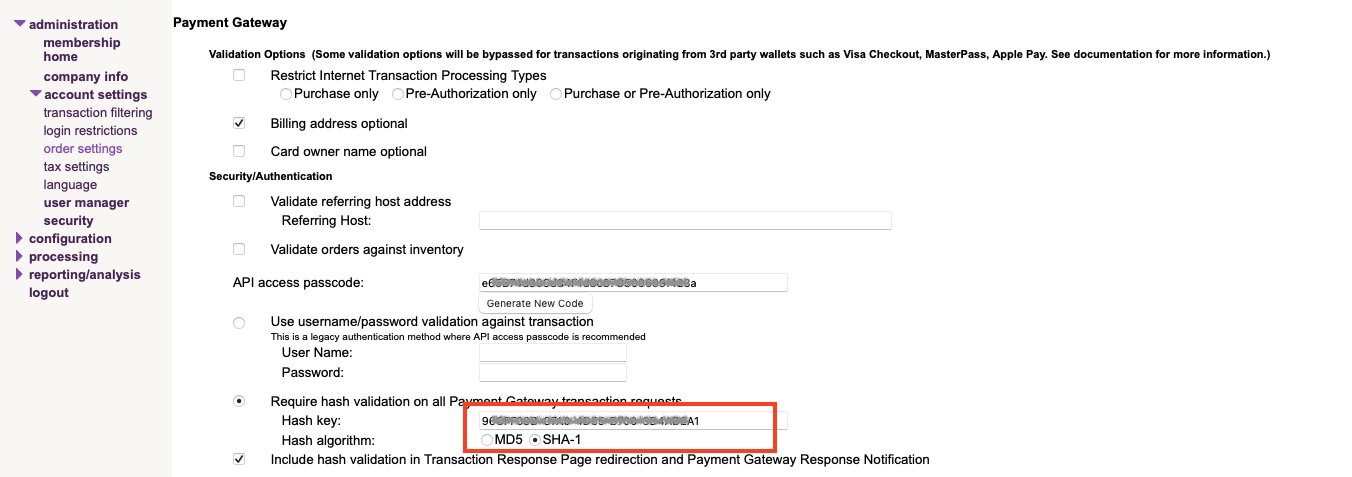 administration
membership
home
company info
account settings
transaction filtering
login restrictions
order settings
tax settings
language
user manager
security
configuration
processing
reporting/analysis
logout
Payment Gateway
Validation Options (Some validation options will be bypassed for transactions originating from 3rd party wallets such as Visa Checkout, MasterPass, Apple Pay. See documentation for more information.)
Restrict Internet Transaction Processing Types
Purchase only Pre-Authorization only Purchase or Pre-Authorization only
Billing address optional
Card owner name optional
Security/Authentication
Validate referring host address
Referring Host:
Validate orders against inventory
API access passcode:
Generate New Code
Use username/password validation against transaction
This is a legacy authentication method where API access passcode is recommended
User Name:
Password:
Require hash validation on all Payment Gateway transaction requests
Hash key:
Hash algorithm: MD5 SHA-1
Include hash validation in Transaction Response Page redirection and Payment Gateway Response Notification